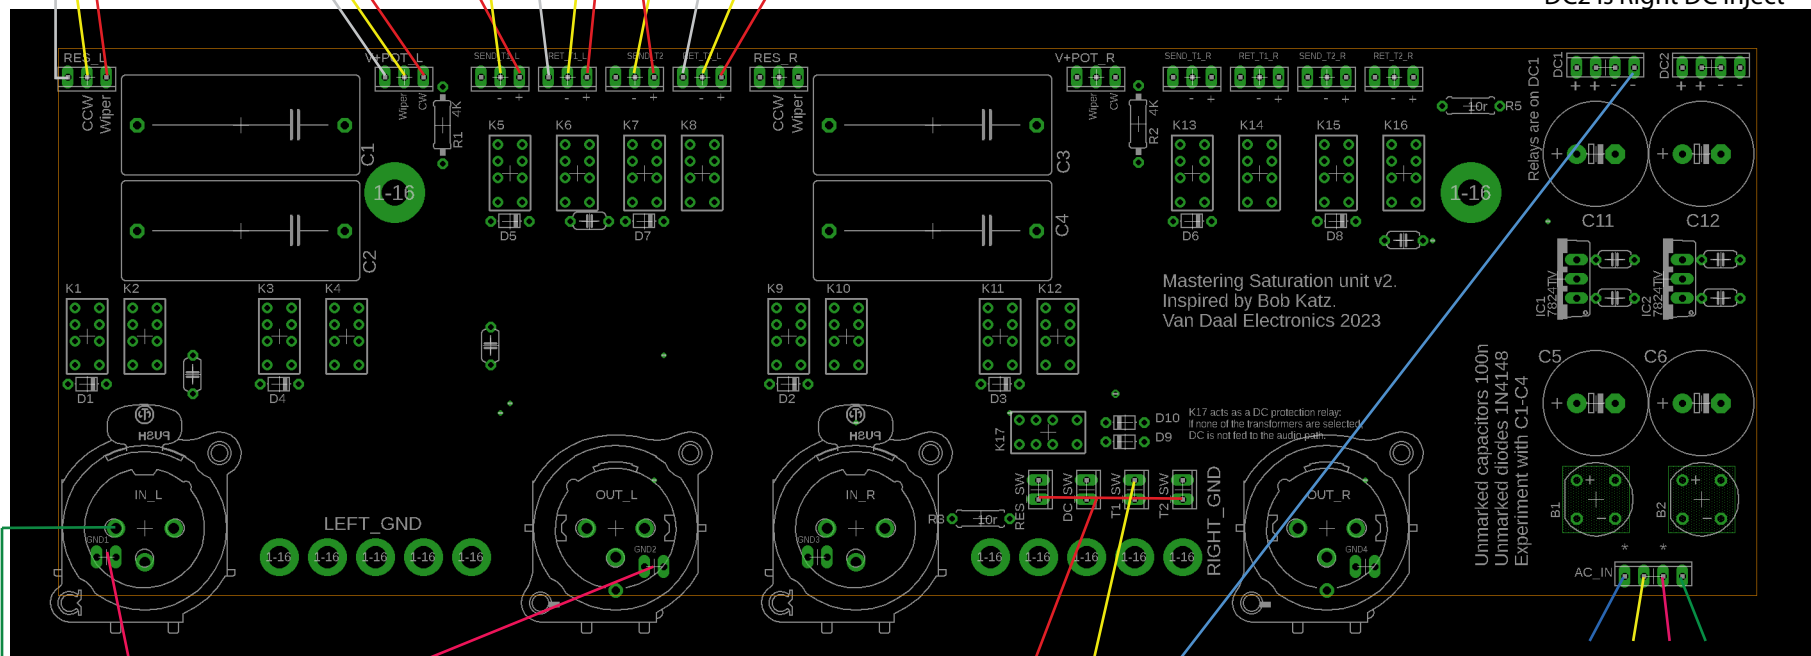 DC2 is Right DC inject
RES_L
V+POT_L
SEND_T1_L
RET_T1_L
SEND_T2
RET_T2_L
RES_R
V+POT_R
SEND_T1_R
RET_T1_R
SEND_T2_R
RET_T2_R
DC1
DC2
CCW
Wiper
Wiper
CW
- +
- +
- +
- +
CCW
Wiper
Wiper
CW
- +
- +
- +
- +
+ + - -
+ + - -
Relays are on DC1
4K
R1
4K
R2
10r
R5
K5
K6
K7
K8
K13
K14
K15
K16
C1
C3
1-16
1-16
C2
C4
D5
D7
D6
D8
C11
C12
Mastering Saturation unit v2.
Inspired by Bob Katz.
Van Daal Electronics 2023
IC1
7824TV
IC2
7824TV
K1
K2
K3
K4
K9
K10
K11
K12
D1
D4
D2
D3
C5
C6
PUSH
PUSH
K17
D10
D9
K17 acts as a DC protection relay:
If none of the transformers are selected,
DC is not fed to the audio path.
Unmarked capacitors 100n
Unmarked diodes 1N4148
Experiment with C1-C4
IN_L
OUT_L
IN_R
OUT_R
RES_SW
DC_SW
T1_SW
T2_SW
R3
10r
B1
B2
LEFT_GND
RIGHT_GND
GND1
GND2
GND3
GND4
1-16
1-16
1-16
1-16
1-16
1-16
1-16
1-16
1-16
1-16
* *
AC_IN